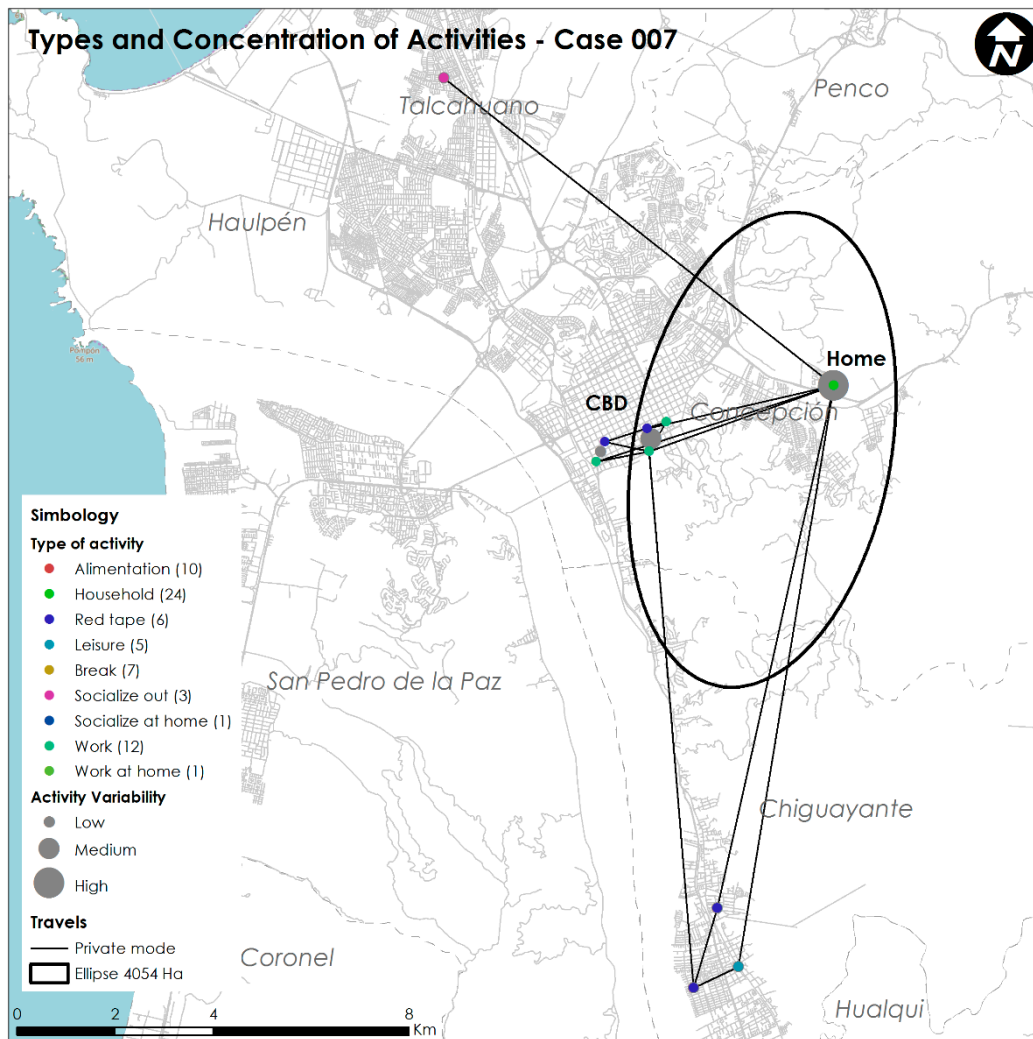 Types and Concentration of Activities - Case 007
N
Talcahuano
Penco
Haulpén
Pompon
56 m
Home
CBD
Concepción
Simbology
Type of activity
Alimentation (10)
Household (24)
Red tape (6)
Leisure (5)
Break (7)
Socialize out (3)
Socialize at home (1)
Work (12)
Work at home (1)
Activity Variability
Low
Medium
High
Travels
Private mode
Ellipse 4054 Ha
San Pedro de la Paz
Chiguayante
Coronel
Hualqui
0 2 4 8
Km